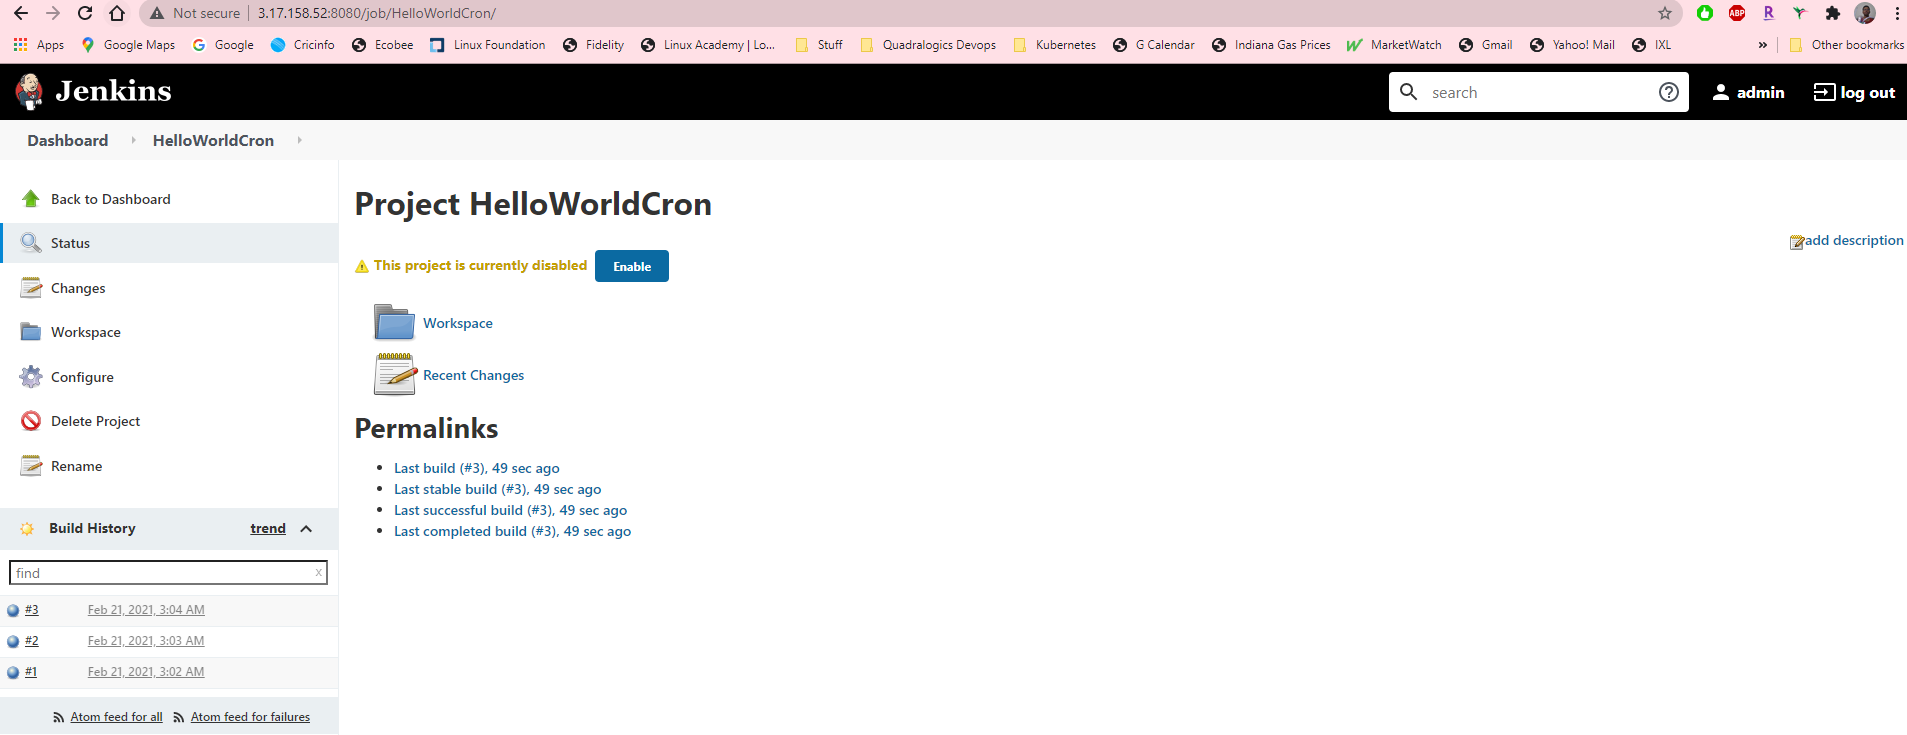 Not secure 3.17.158.52:8080/job/HelloWorldCron/
Apps Google Maps Google Cricinfo Ecobee Linux Foundation Fidelity Linux Academy | Lo... Stuff Quadralogics Devops Kubernetes G Calendar Indiana Gas Prices MarketWatch Gmail Yahoo! Mail IXL » Other bookmarks
Jenkins search admin log out
Dashboard HelloWorldCron
Back to Dashboard
Status
Changes
Workspace
Configure
Delete Project
Rename
Build History trend
find x
#3 Feb 21, 2021, 3:04 AM
#2 Feb 21, 2021, 3:03 AM
#1 Feb 21, 2021, 3:02 AM
Atom feed for all Atom feed for failures
Project HelloWorldCron
add description
This project is currently disabled Enable
Workspace
Recent Changes
Permalinks
Last build (#3), 49 sec ago
Last stable build (#3), 49 sec ago
Last successful build (#3), 49 sec ago
Last completed build (#3), 49 sec ago